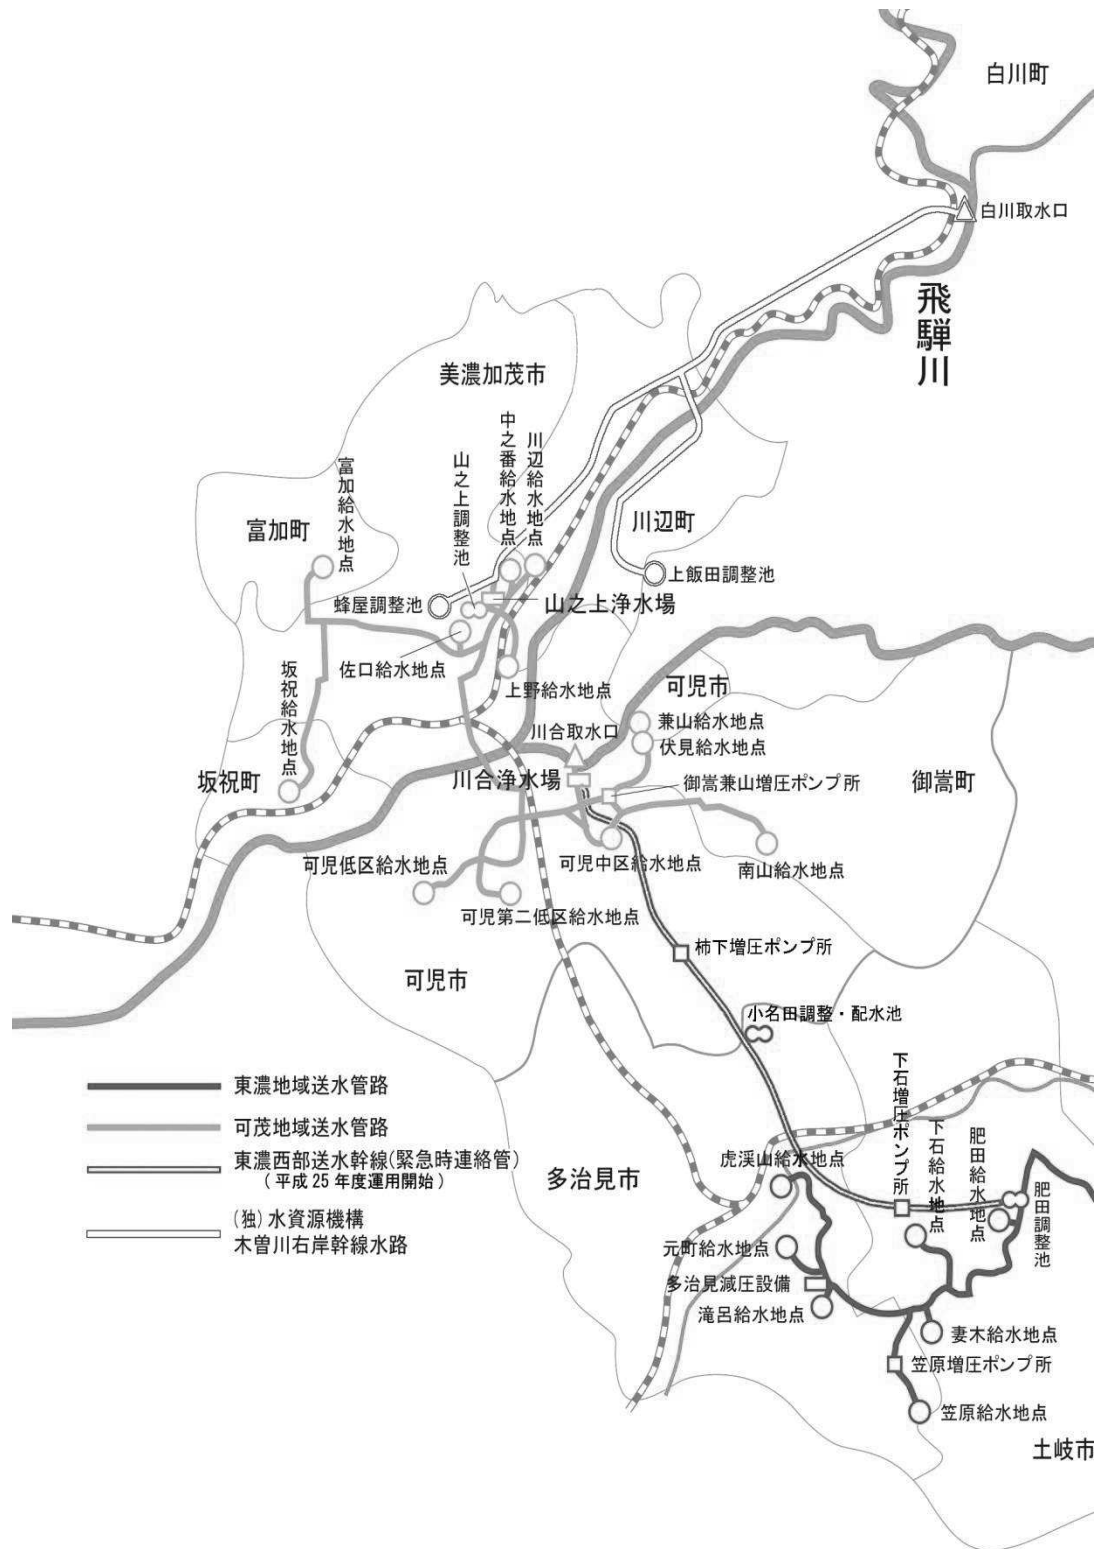 白川町
白川取水口
飛騨川
美濃加茂市
中之番給水地点
川辺給水地点
山之上調整池
富加給水地点
富加町
川辺町
上飯田調整池
蜂屋調整池
山之上浄水場
佐口給水地点
上野給水地点
坂祝給水地点
可児市
兼山給水地点
川合取水口
伏見給水地点
坂祝町
川合浄水場
御嵩兼山増圧ポンプ所
御嵩町
可児低区給水地点
可児中区給水地点
南山給水地点
可児第二低区給水地点
柿下増圧ポンプ所
可児市
小名田調整・配水池
下石増圧ポンプ所
下石給水地点
肥田給水地点
肥田調整池
東濃地域送水管路
可茂地域送水管路
東濃西部送水幹線(緊急時連絡管)
(平成25年度運用開始)
(独)水資源機構
木曽川右岸幹線水路
虎渓山給水地点
多治見市
元町給水地点
多治見減圧設備
滝呂給水地点
妻木給水地点
笠原増圧ポンプ所
笠原給水地点
土岐市